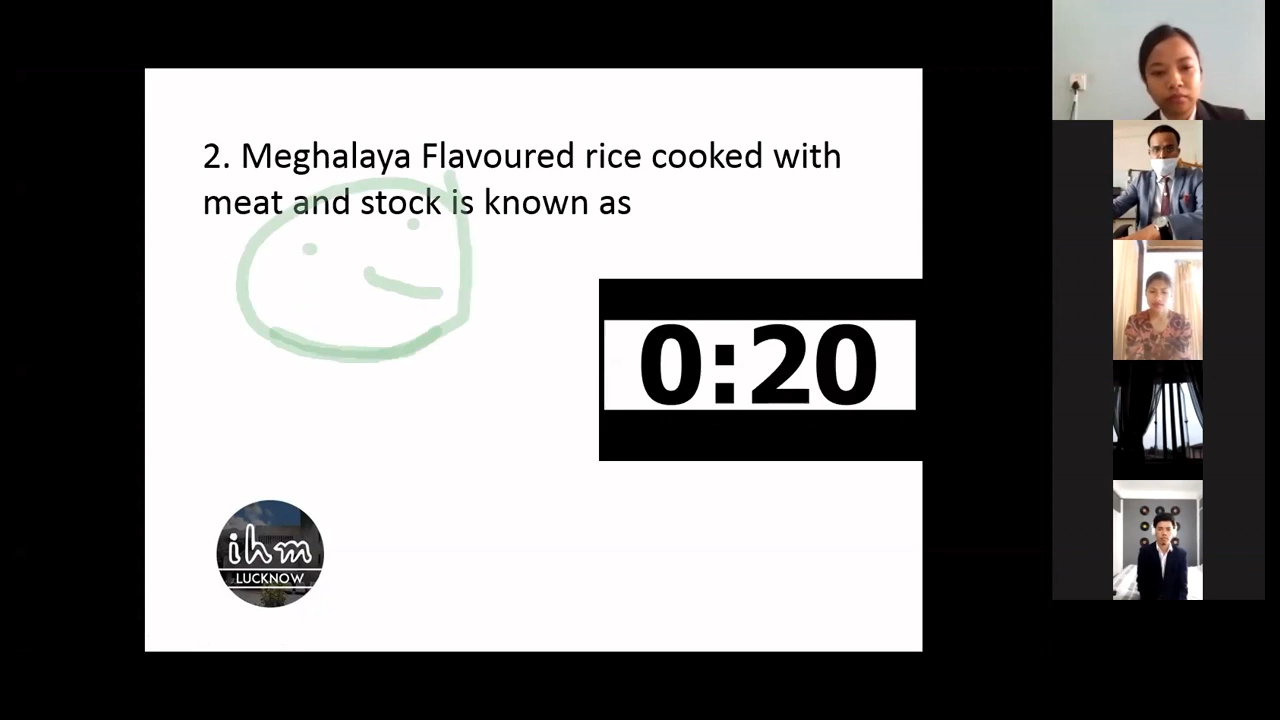 2. Meghalaya Flavoured rice cooked with
meat and stock is known as
0:20
ihm
LUCKNOW